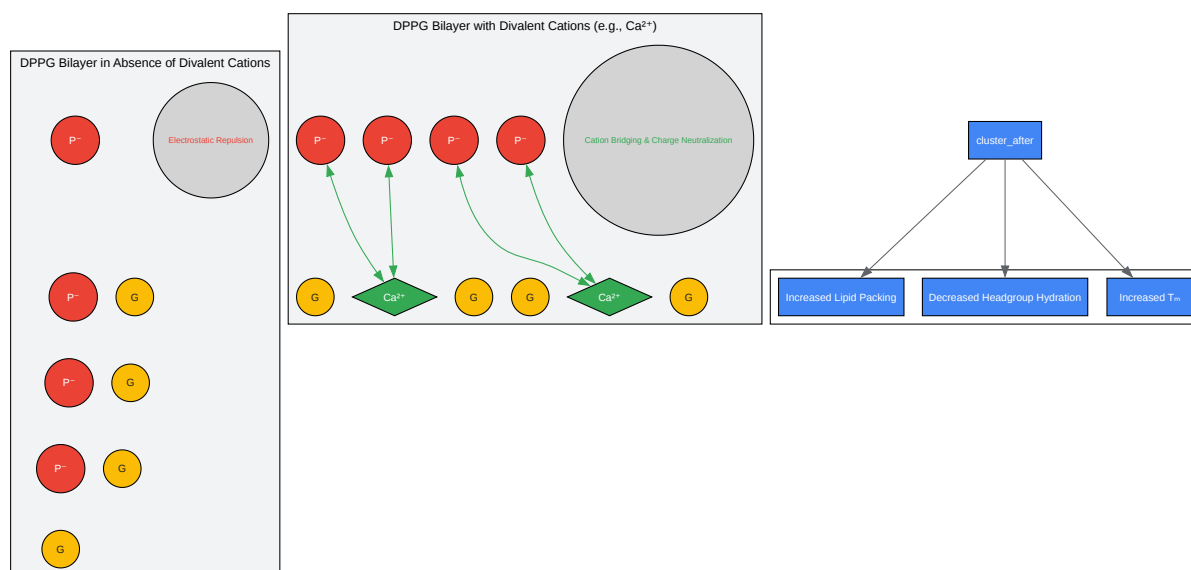 DPPG Bilayer in Absence of Divalent Cations
P⁻
Electrostatic Repulsion
P⁻
G
P⁻
G
P⁻
G
G
DPPG Bilayer with Divalent Cations (e.g., Ca²⁺)
P⁻
P⁻
P⁻
P⁻
Cation Bridging & Charge Neutralization
G
Ca²⁺
G
G
Ca²⁺
G
cluster_after
Increased Lipid Packing
Decreased Headgroup Hydration
Increased Tₘ